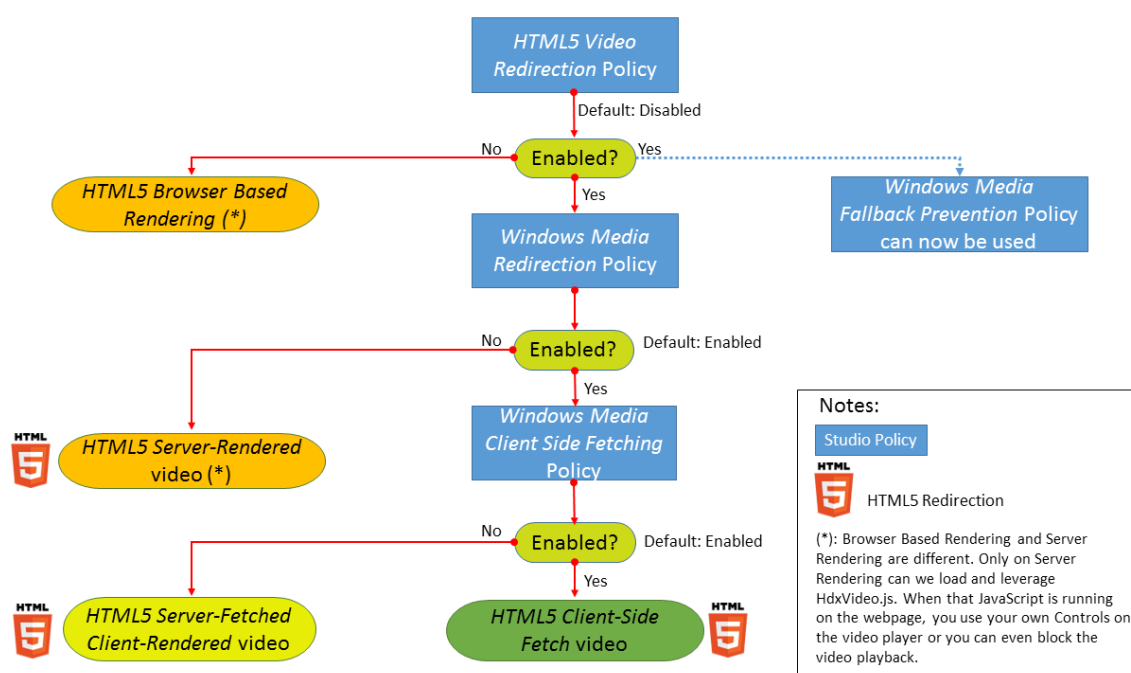 HTML5 Video
Redirection Policy
Default: Disabled
No
Enabled?
Yes
Yes
HTML5 Browser Based
Rendering (*)
Windows Media
Fallback Prevention Policy
can now be used
Windows Media
Redirection Policy
No
Enabled?
Default: Enabled
Yes
HTML
5
HTML5 Server-Rendered
video (*)
Windows Media
Client Side Fetching
Policy
No
Enabled?
Default: Enabled
Yes
HTML
5
HTML5 Server-Fetched
Client-Rendered video
HTML5 Client-Side
Fetch video
HTML
5
Notes:
Studio Policy
HTML
5
HTML5 Redirection
(*): Browser Based Rendering and Server
Rendering are different. Only on Server
Rendering can we load and leverage
HdxVideo.js. When that JavaScript is running
on the webpage, you use your own Controls on
the video player or you can even block the
video playback.